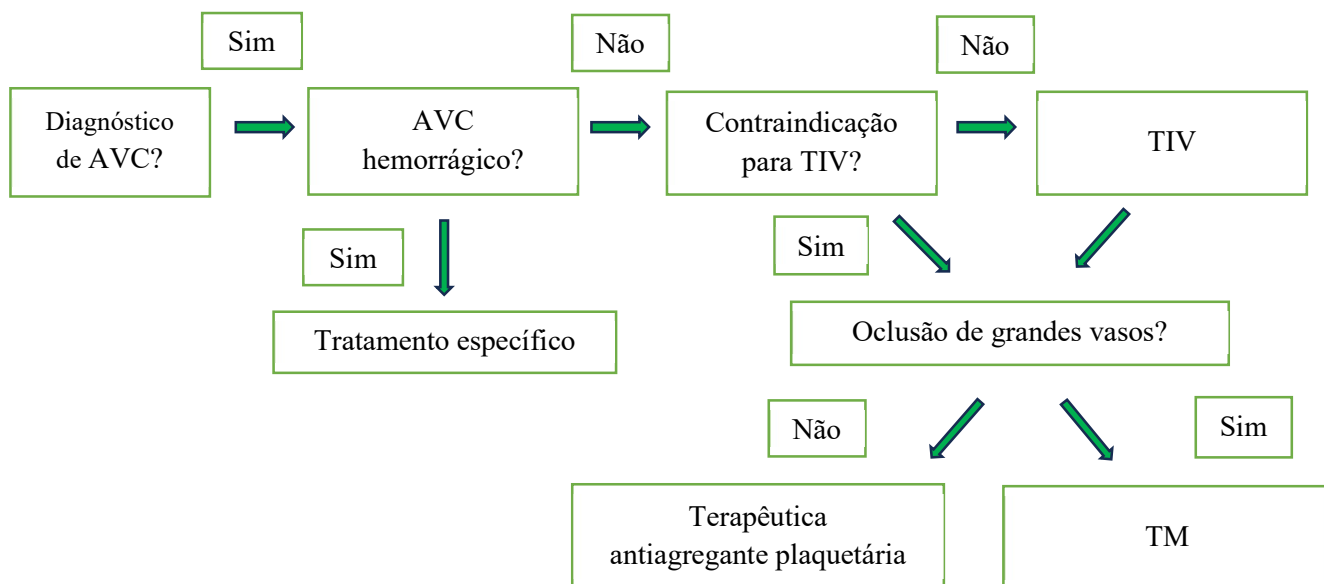 Sim
Não
Não
Diagnóstico
de AVC?
AVC
hemorrágico?
Contraindicação
para TIV?
TIV
Sim
Sim
Tratamento específico
Oclusão de grandes vasos?
Não
Sim
Terapêutica
antiagregante plaquetária
TM